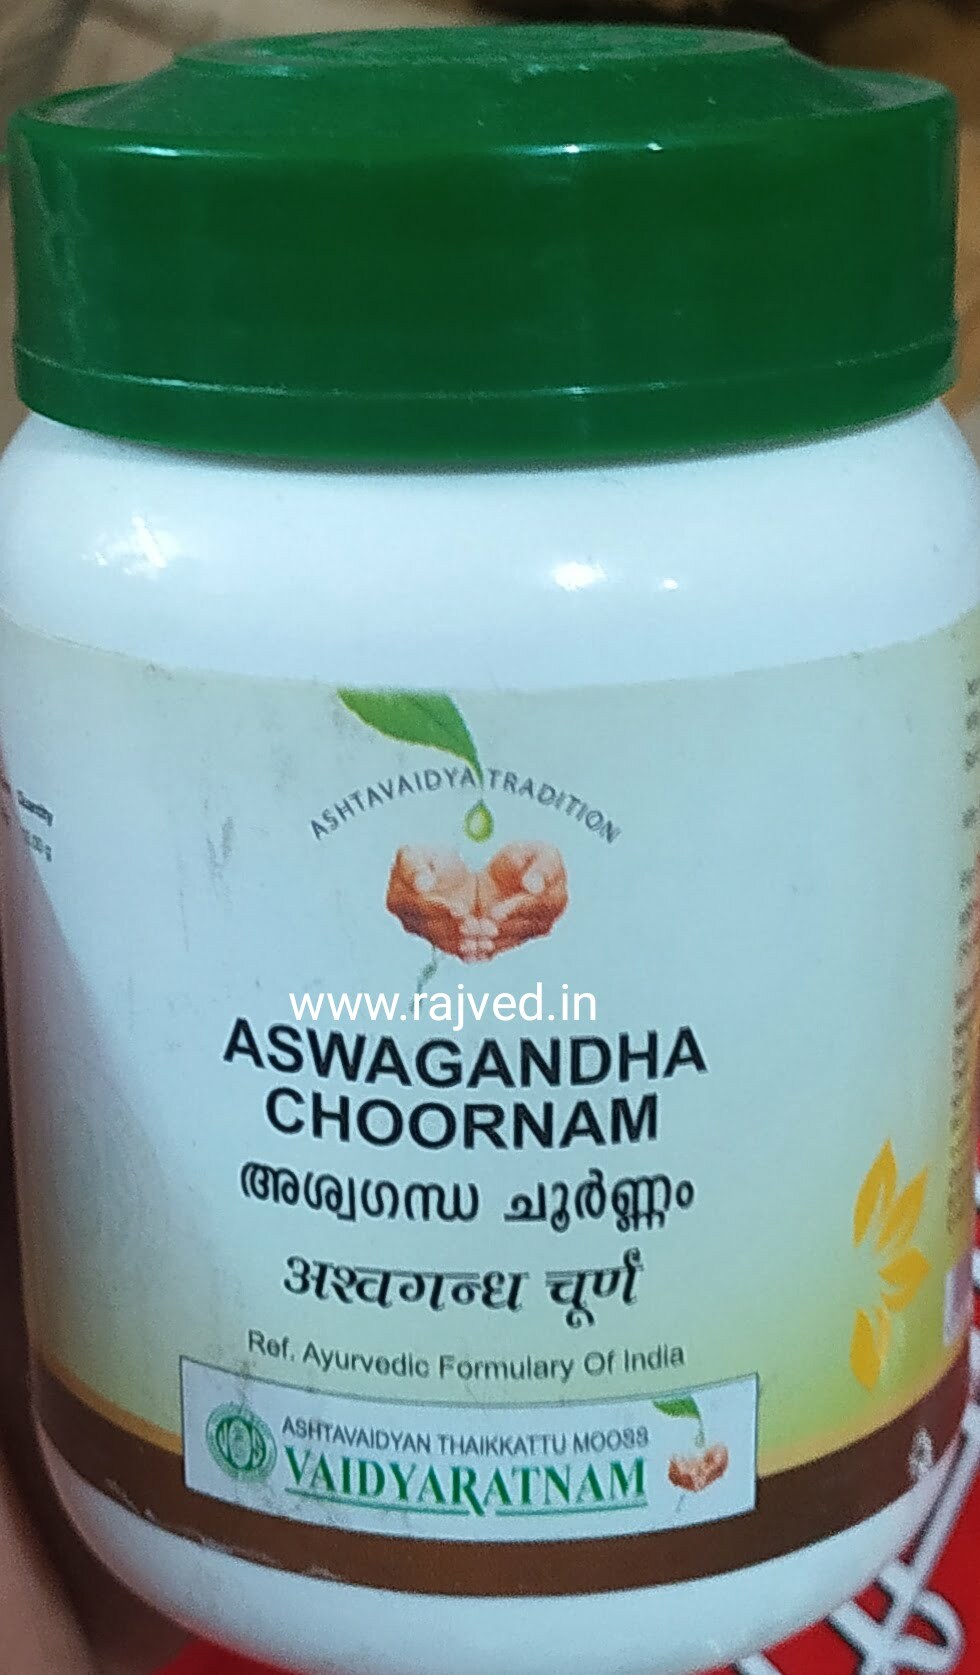 Quantity
ASHTAVAIDYA TRADITION
www.rajved.in
ASWAGANDHA
CHOORNAM
അശ്വഗന്ധ ചൂർണ്ണം
अश्वगन्ध चूर्ण
Ref. Ayurvedic Formulary Of India
ASHTAVAIDYAN THAIKKATTU MOOSS
VAIDYARATNAM